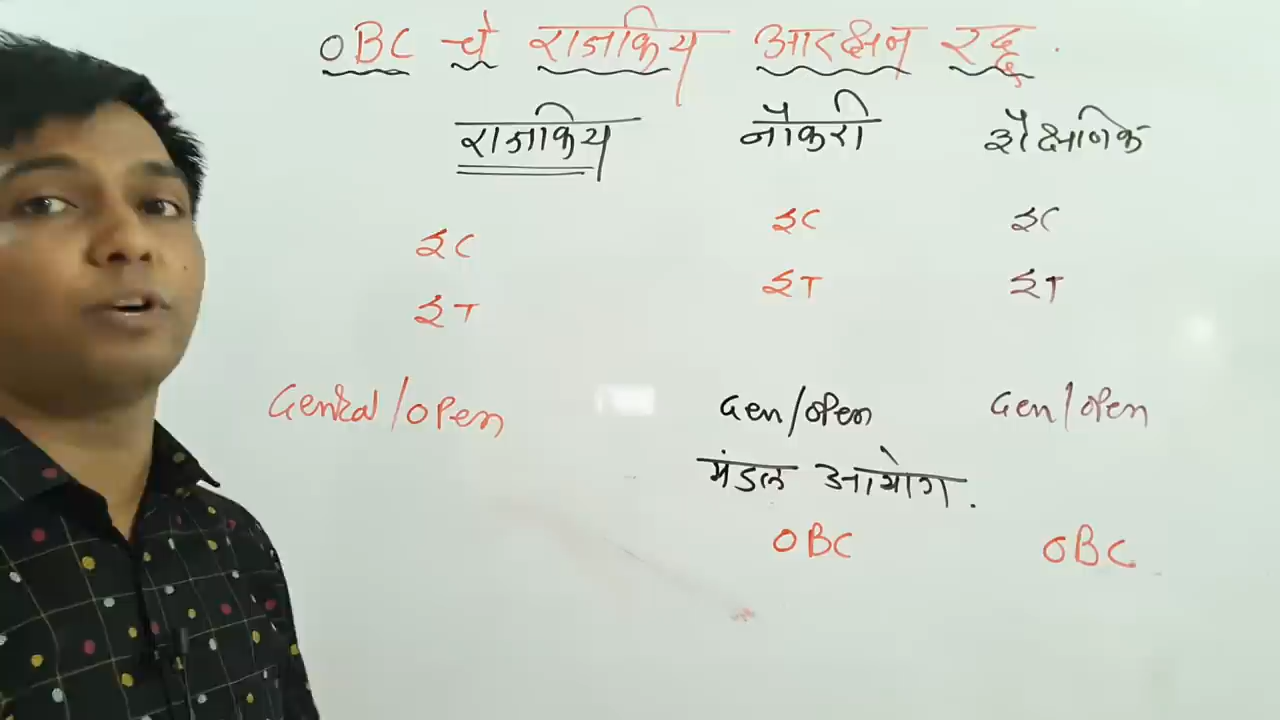 OBC चे राजकिय आरक्षन रद्द.
राजकिय नौकरी शैक्षणिक
SC SC SC
ST ST ST
General/open Gen/open Gen/open
मंडल आयोग.
OBC OBC